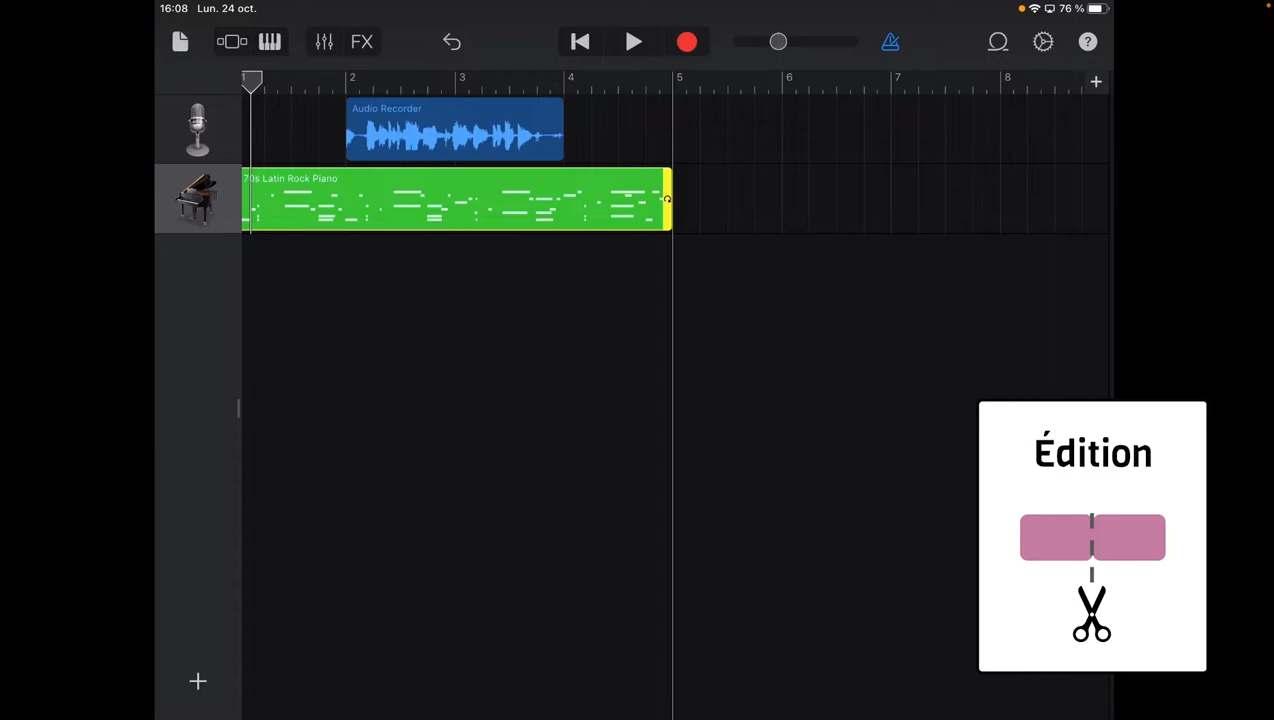 16:08 Lun. 24 oct. 76 %
FX ?
1 2 3 4 5 6 7 8 +
Audio Recorder
70s Latin Rock Piano
Édition
+